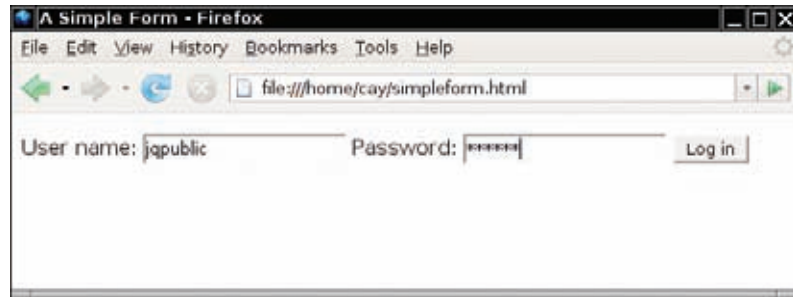 A Simple Form - Firefox
File Edit View History Bookmarks Tools Help
file:///home/cay/simpleform.html
User name: jqpublic Password: ****** Log in